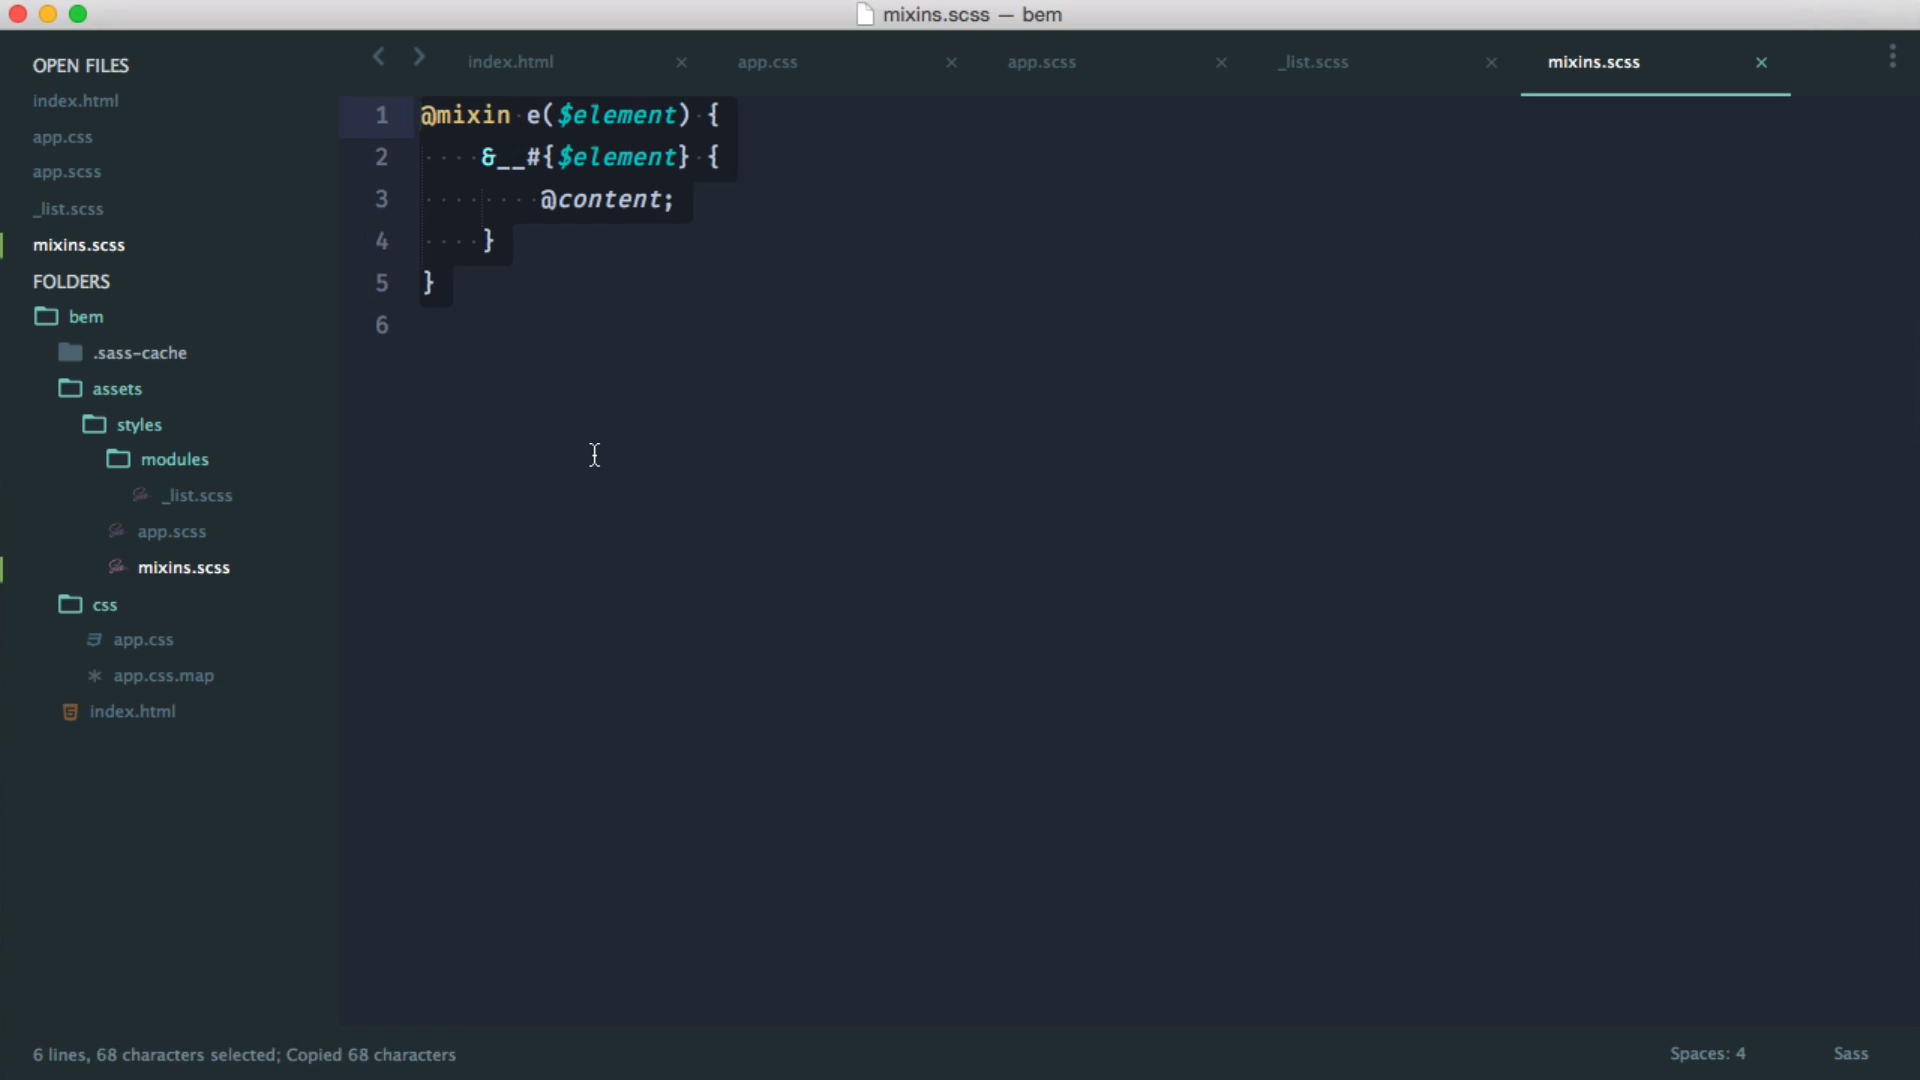 mixins.scss — bem
OPEN FILES
index.html
app.css
app.scss
_list.scss
mixins.scss
FOLDERS
bem
.sass-cache
assets
styles
modules
_list.scss
app.scss
mixins.scss
css
app.css
app.css.map
index.html
index.html app.css app.scss _list.scss mixins.scss
1 @mixin e($element) {
2 &__#{$element} {
3 @content;
4 }
5 }
6
6 lines, 68 characters selected; Copied 68 characters
Spaces: 4 Sass